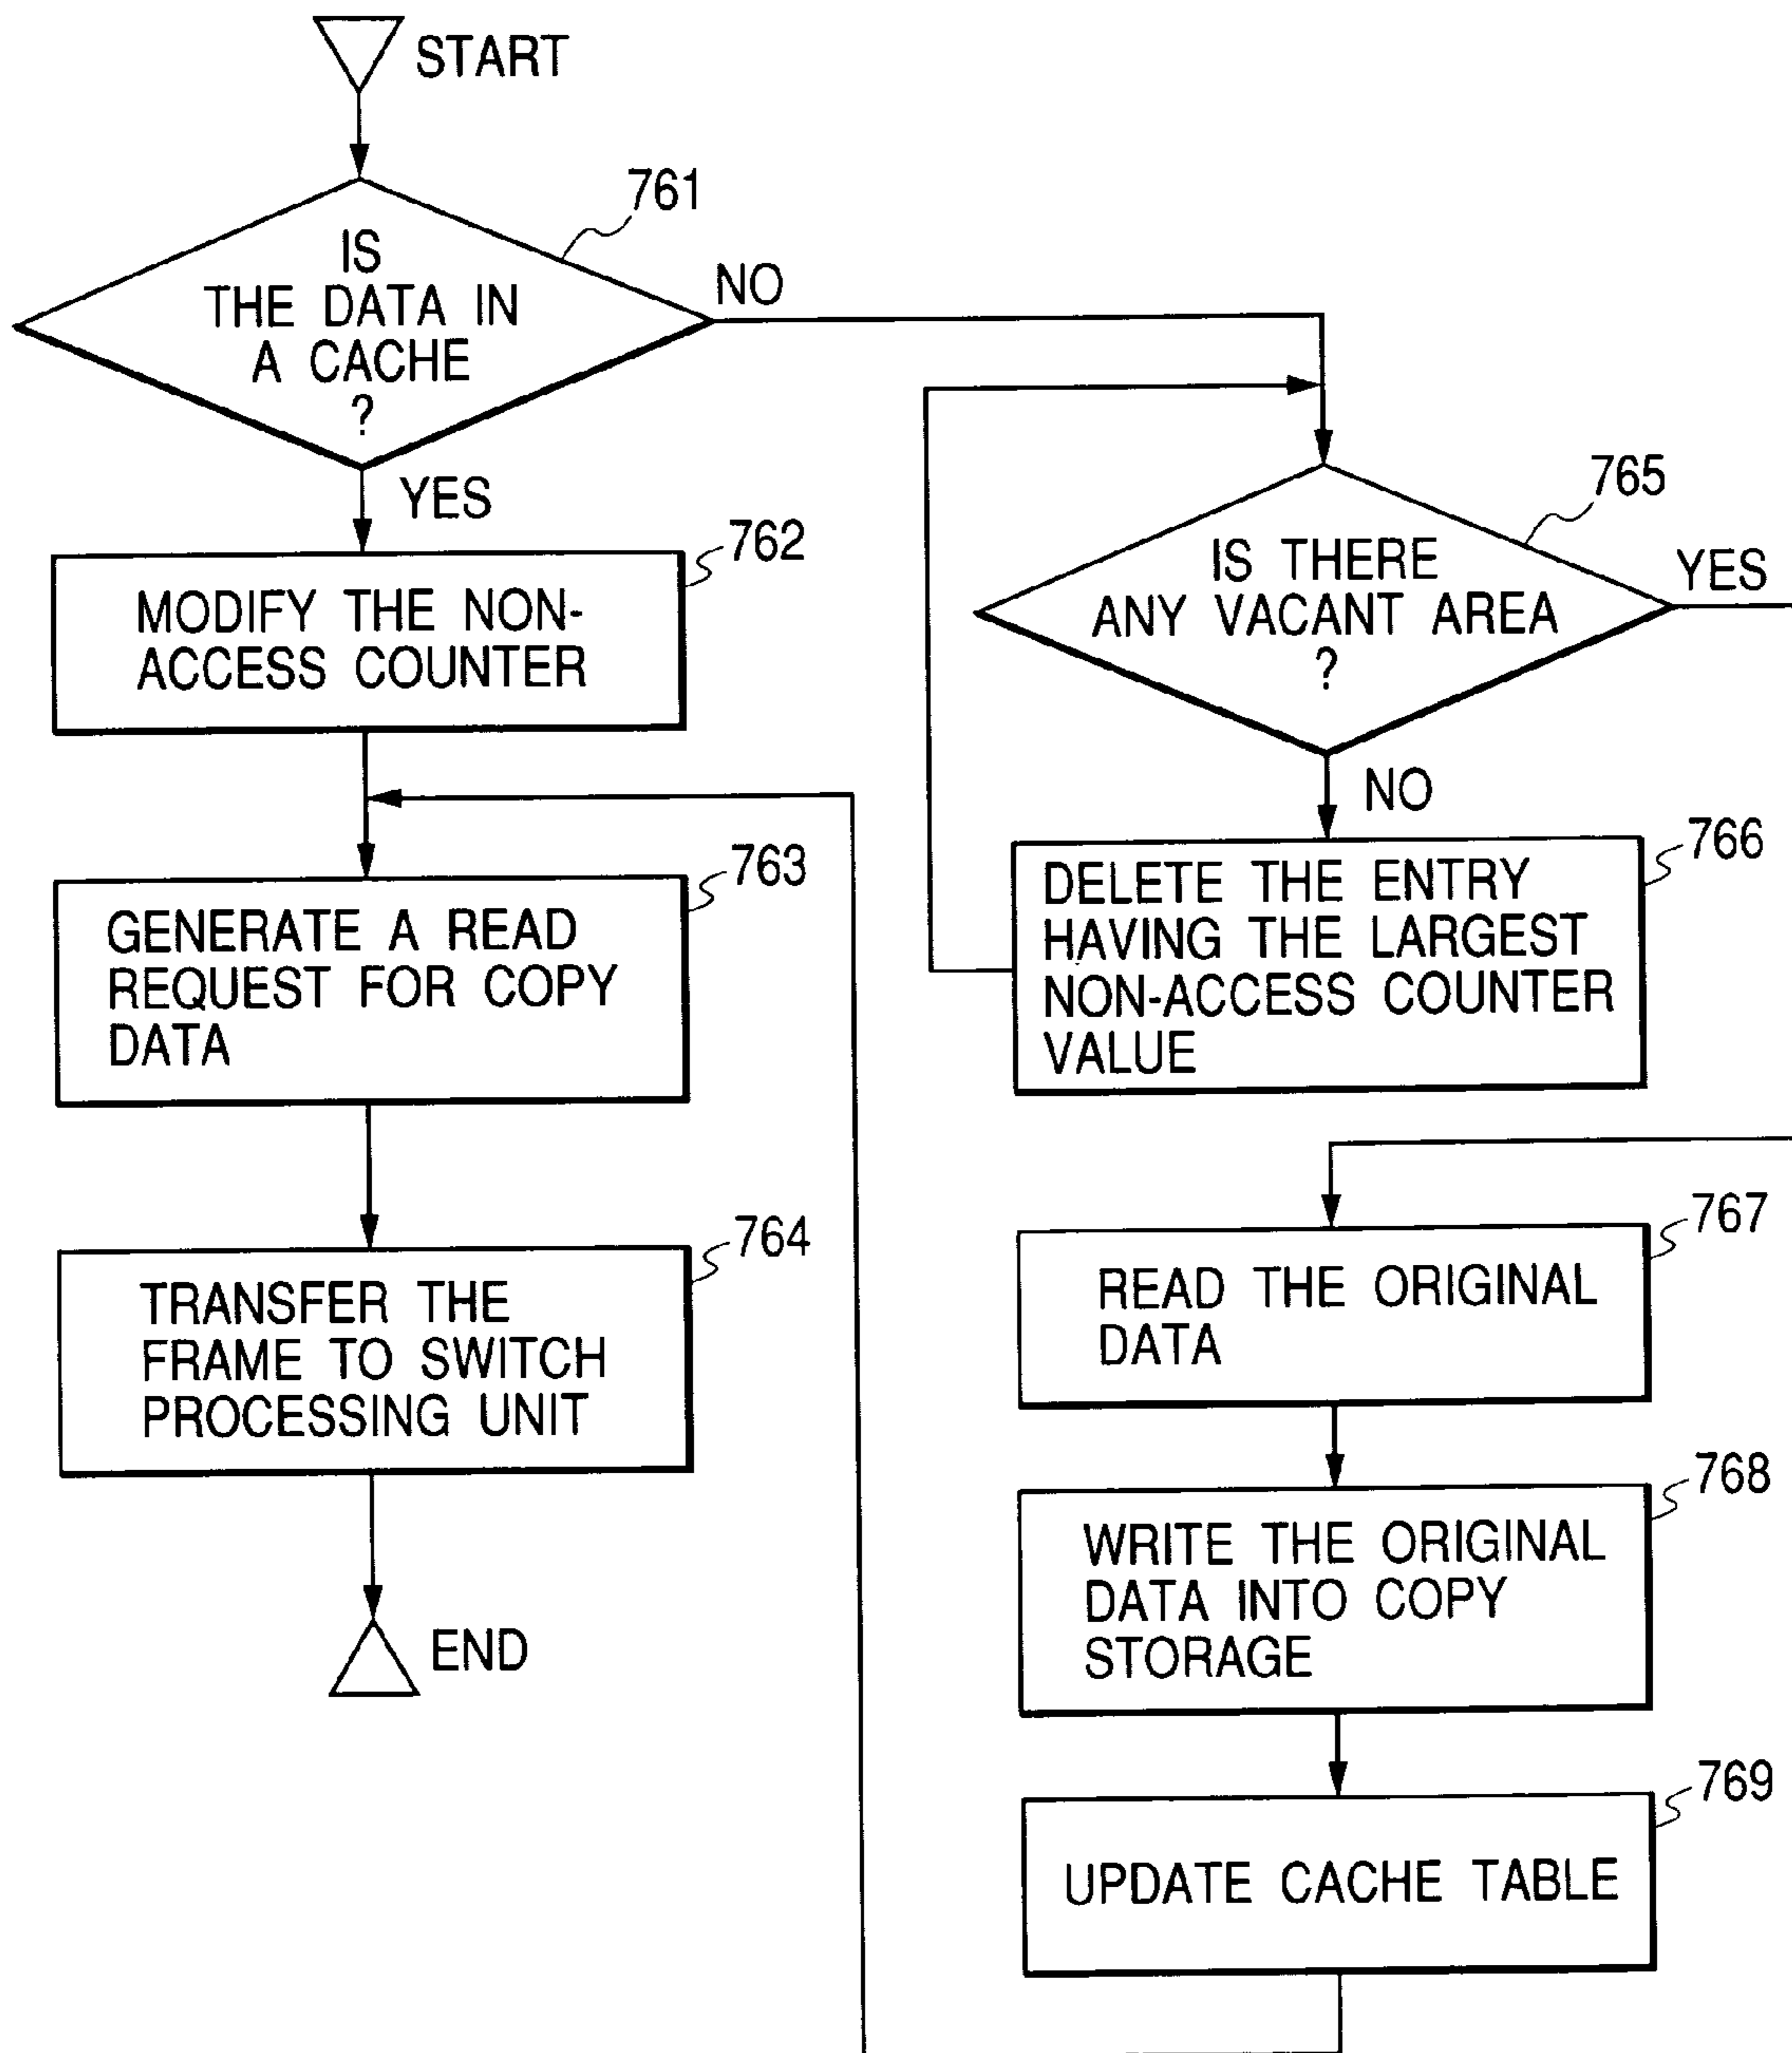 START
761
IS
THE DATA IN
A CACHE
?
NO
YES
762
MODIFY THE NON-
ACCESS COUNTER
763
GENERATE A READ
REQUEST FOR COPY
DATA
764
TRANSFER THE
FRAME TO SWITCH
PROCESSING UNIT
END
765
IS THERE
ANY VACANT AREA
?
YES
NO
766
DELETE THE ENTRY
HAVING THE LARGEST
NON-ACCESS COUNTER
VALUE
767
READ THE ORIGINAL
DATA
768
WRITE THE ORIGINAL
DATA INTO COPY
STORAGE
769
UPDATE CACHE TABLE